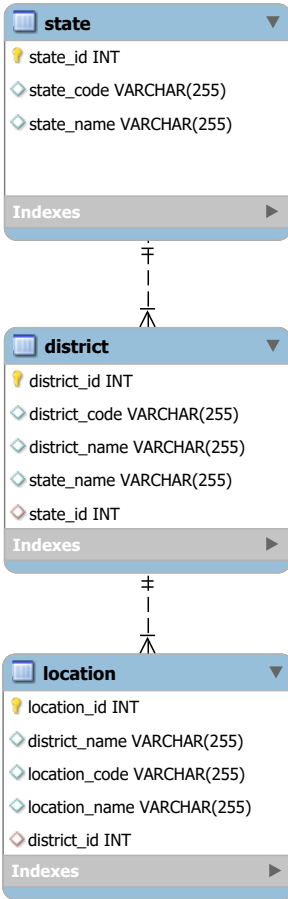 state
state_id INT
state_code VARCHAR(255)
state_name VARCHAR(255)
Indexes
district
district_id INT
district_code VARCHAR(255)
district_name VARCHAR(255)
state_name VARCHAR(255)
state_id INT
Indexes
location
location_id INT
district_name VARCHAR(255)
location_code VARCHAR(255)
location_name VARCHAR(255)
district_id INT
Indexes